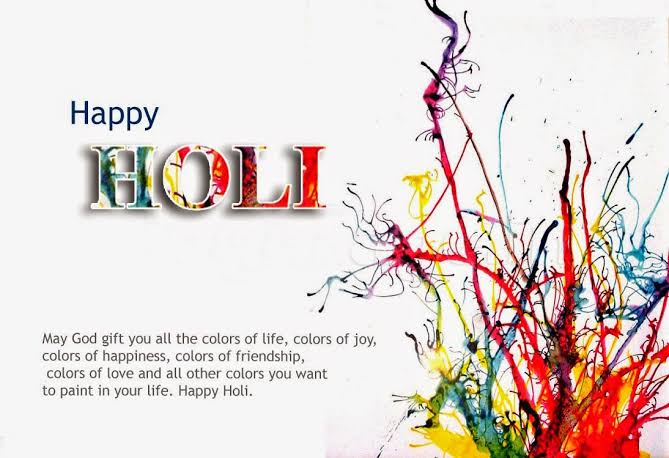 Happy
HOLI
May God gift you all the colors of life, colors of joy,
colors of happiness, colors of friendship,
colors of love and all other colors you want
to paint in your life. Happy Holi.